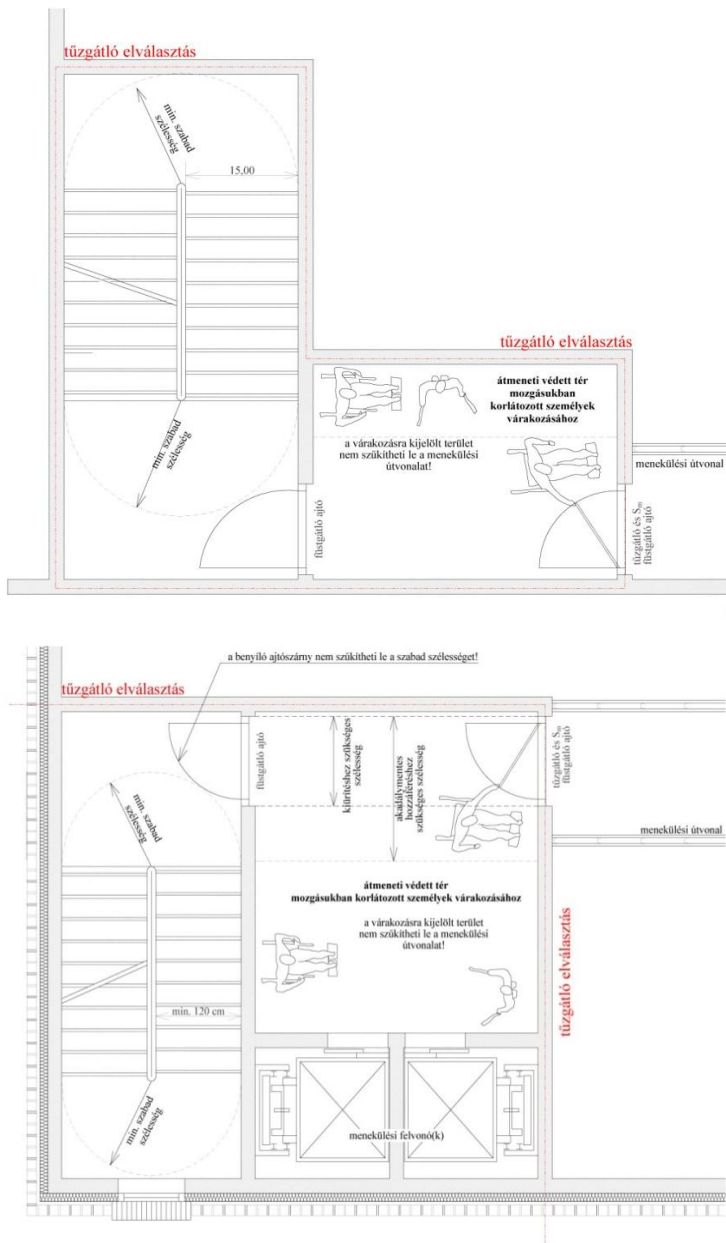 tűzgátló elválasztás
min. szabad
szélesség
15,00
min. szabad
szélesség
tűzgátló elválasztás
átmeneti védett tér
mozgásukban
korlátozott személyek
várakozásához
a várakozásra kijelölt terület
nem szűkítheti le a menekülési
útvonalat!
menekülési útvonal
füstgátló ajtó
tűzgátló és Sm
füstgátló ajtó
a benyíló ajtószárny nem szűkítheti le a szabad szélességet!
tűzgátló elválasztás
füstgátló ajtó
kiürítéshez szükséges
szélesség
akadálymentes
hozzáféréshez
szükséges szélesség
tűzgátló és Sm
füstgátló ajtó
min. szabad
szélesség
menekülési útvonal
átmeneti védett tér
mozgásukban korlátozott személyek várakozásához
a várakozásra kijelölt terület
nem szűkítheti le a menekülési
útvonalat!
tűzgátló elválasztás
min. 120 cm
min. szabad
szélesség
menekülési felvonó(k)